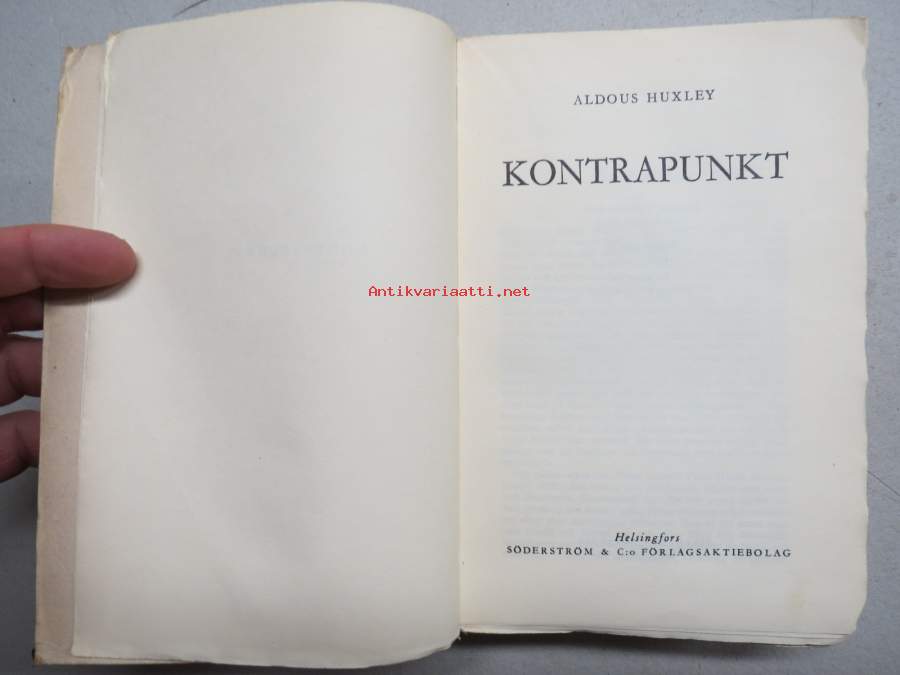 ALDOUS HUXLEY
KONTRAPUNKT
Antikvariaatti.net
Helsingfors
SÖDERSTRÖM & C:o FÖRLAGSAKTIEBOLAG